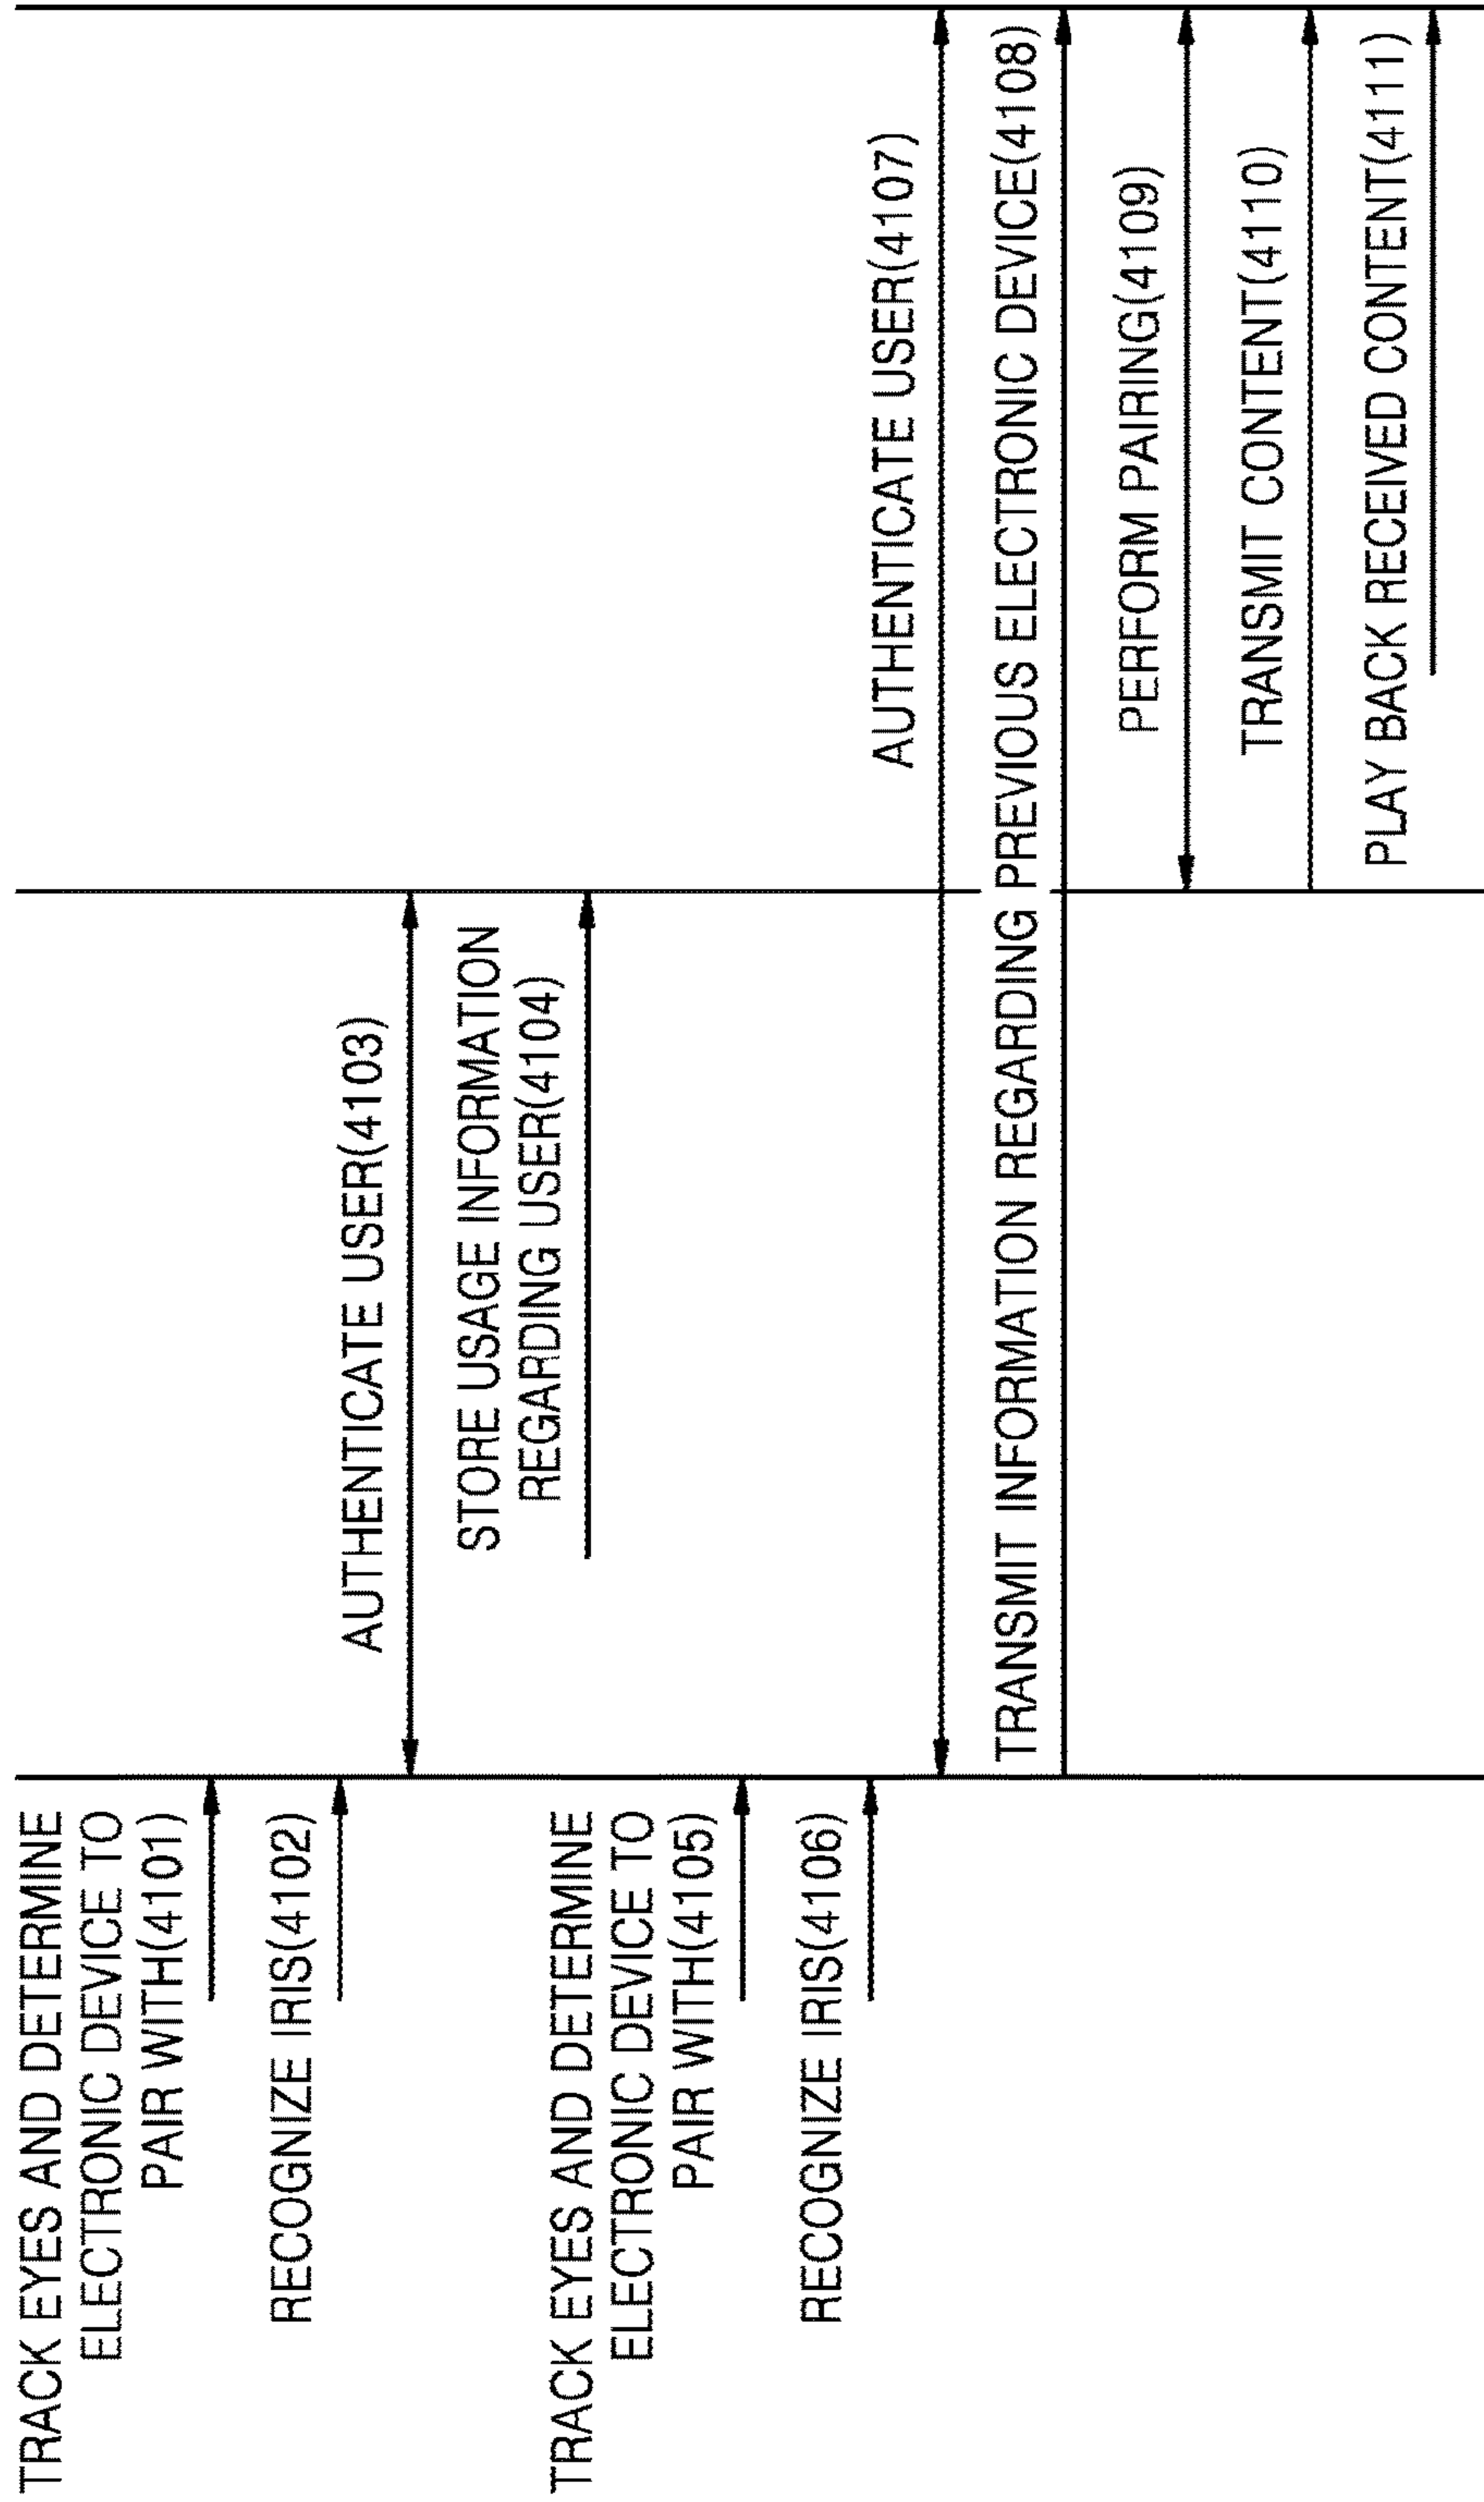 TRACK EYES AND DETERMINE
ELECTRONIC DEVICE TO
PAIR WITH(4101)
RECOGNIZE IRIS(4102)
AUTHENTICATE USER(4103)
STORE USAGE INFORMATION
REGARDING USER(4104)
TRACK EYES AND DETERMINE
ELECTRONIC DEVICE TO
PAIR WITH(4105)
RECOGNIZE IRIS(4106)
AUTHENTICATE USER(4107)
TRANSMIT INFORMATION REGARDING PREVIOUS ELECTRONIC DEVICE(4108)
PERFORM PAIRING(4109)
TRANSMIT CONTENT(4110)
PLAY BACK RECEIVED CONTENT(4111)